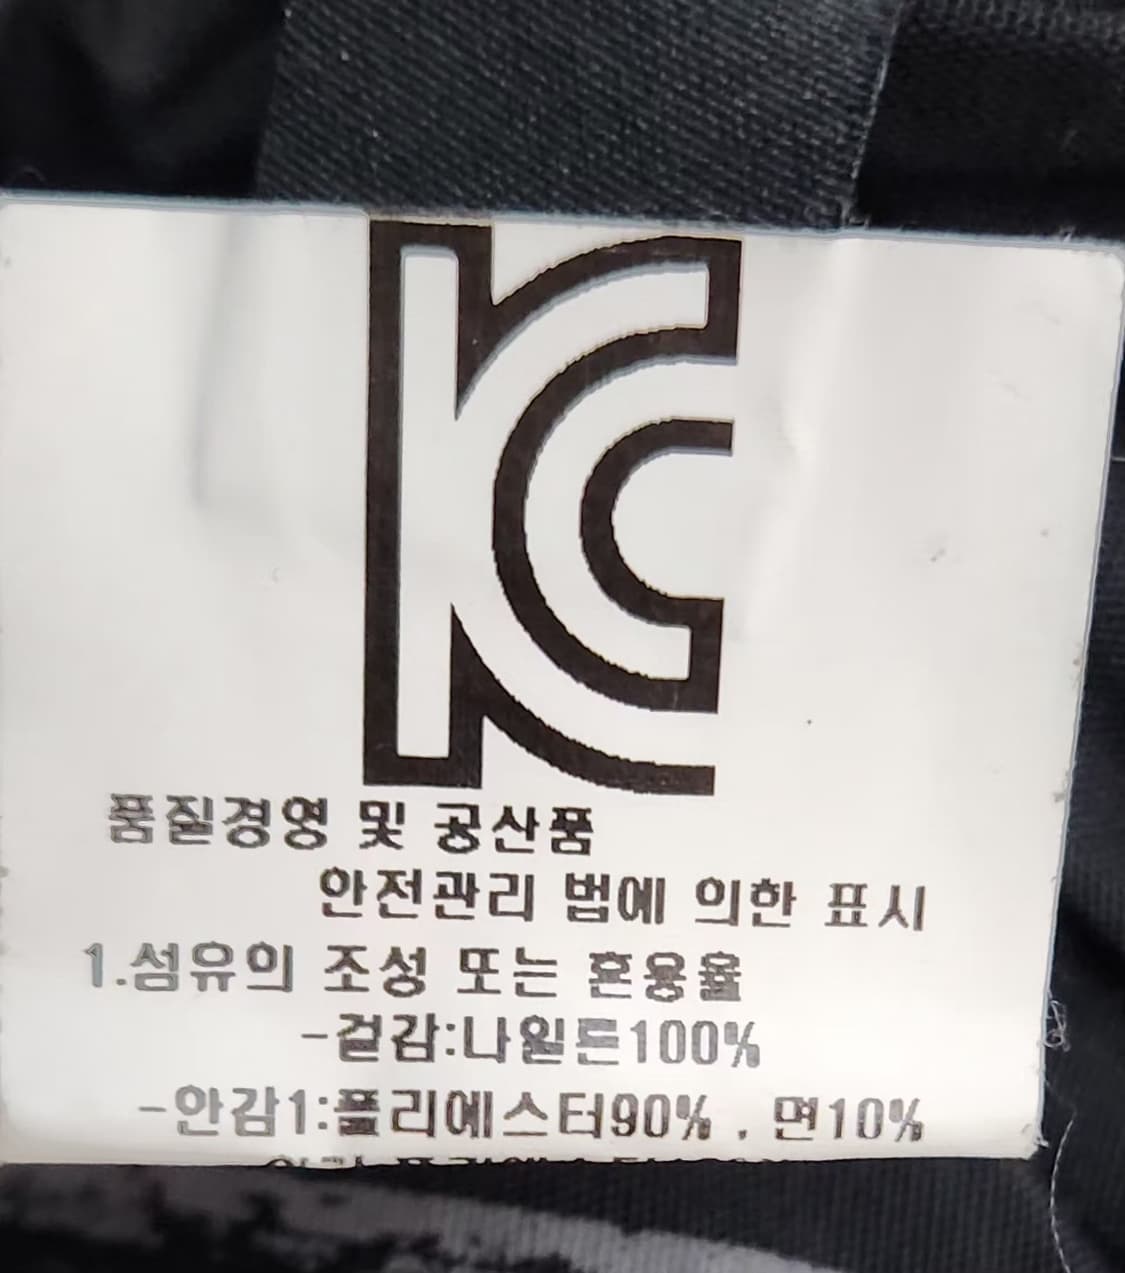 KC
품질경영 및 공산품
안전관리 법에 의한 표시
1.섬유의 조성 또는 혼용율
-겉감:나일론100%
-안감1:폴리에스터90% , 면10%